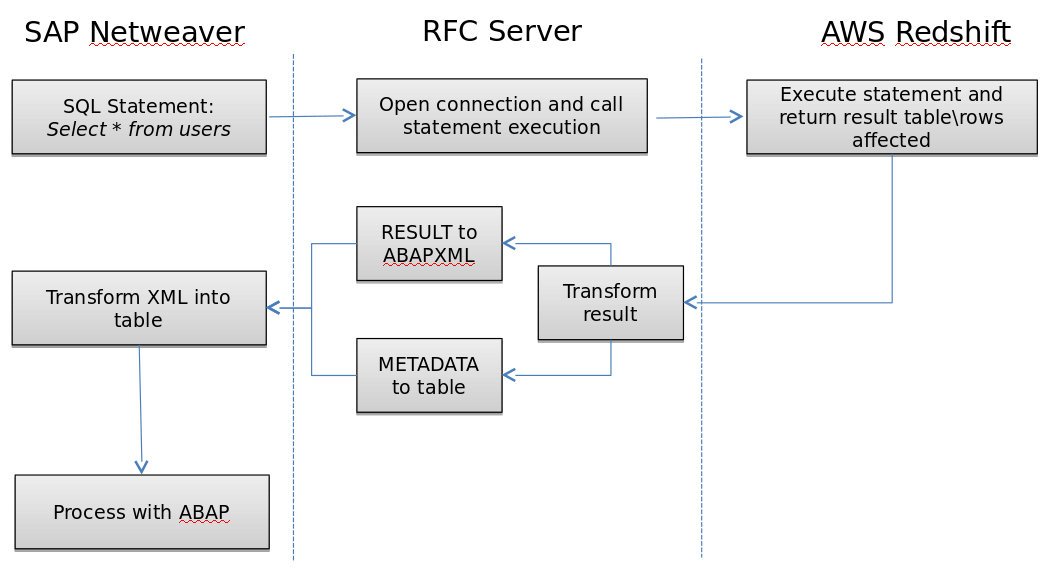 SAP Netweaver
RFC Server
AWS Redshift
SQL Statement:
Select * from users
Open connection and call
statement execution
Execute statement and
return result table\rows
affected
RESULT to
ABAPXML
Transform
result
Transform XML into
table
METADATA
to table
Process with ABAP